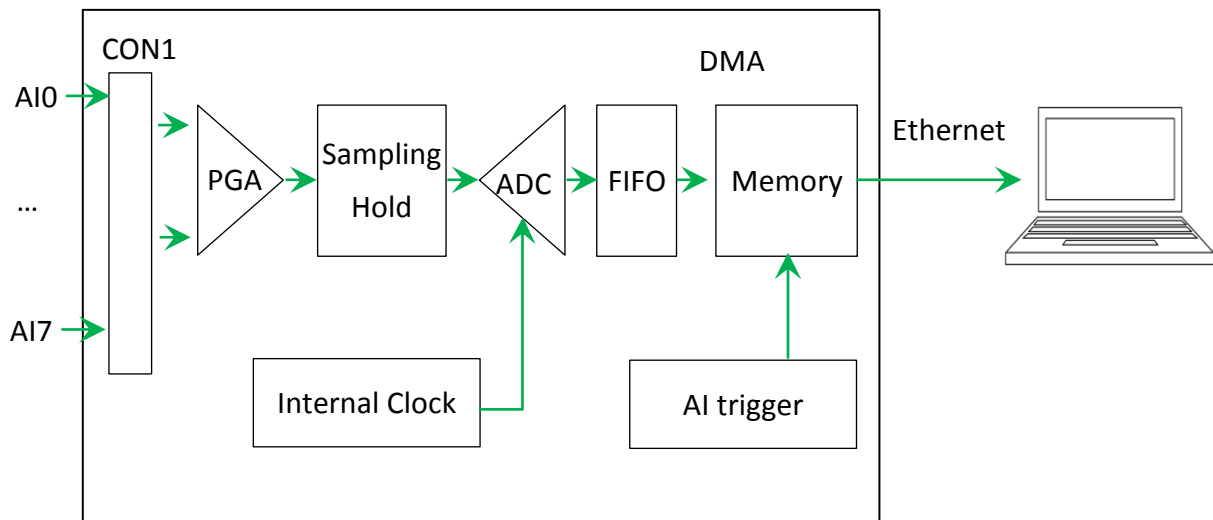 CON1
DMA
AI0
Ethernet
Sampling
Hold
PGA
ADC
FIFO
Memory
...
AI7
Internal Clock
AI trigger